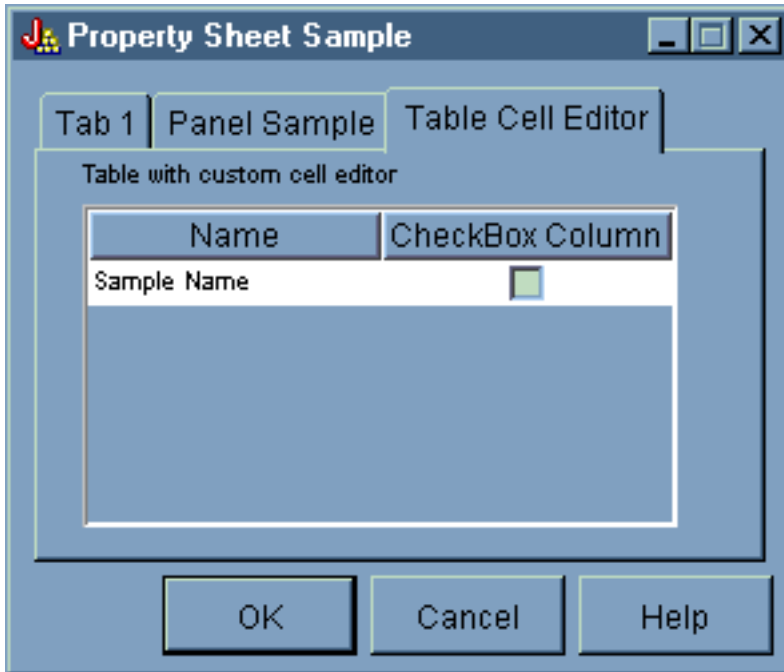 Property Sheet Sample
Tab 1 Panel Sample Table Cell Editor
Table with custom cell editor
Name CheckBox Column
Sample Name
OK Cancel Help